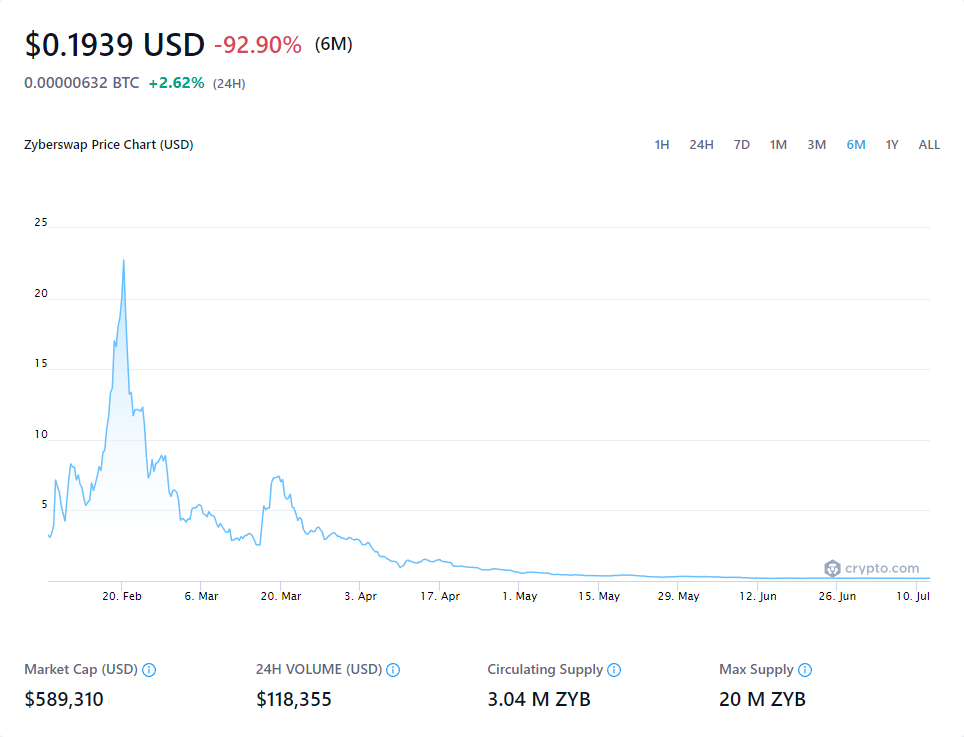 $0.1939 USD -92.90% (6M)
0.00000632 BTC +2.62% (24H)
Zyberswap Price Chart (USD) 1H 24H 7D 1M 3M 6M 1Y ALL
25
20
15
10
5
crypto.com
20. Feb 6. Mar 20. Mar 3. Apr 17. Apr 1. May 15. May 29. May 12. Jun 26. Jun 10. Jul
Market Cap (USD) 24H VOLUME (USD) Circulating Supply Max Supply
$589,310 $118,355 3.04 M ZYB 20 M ZYB